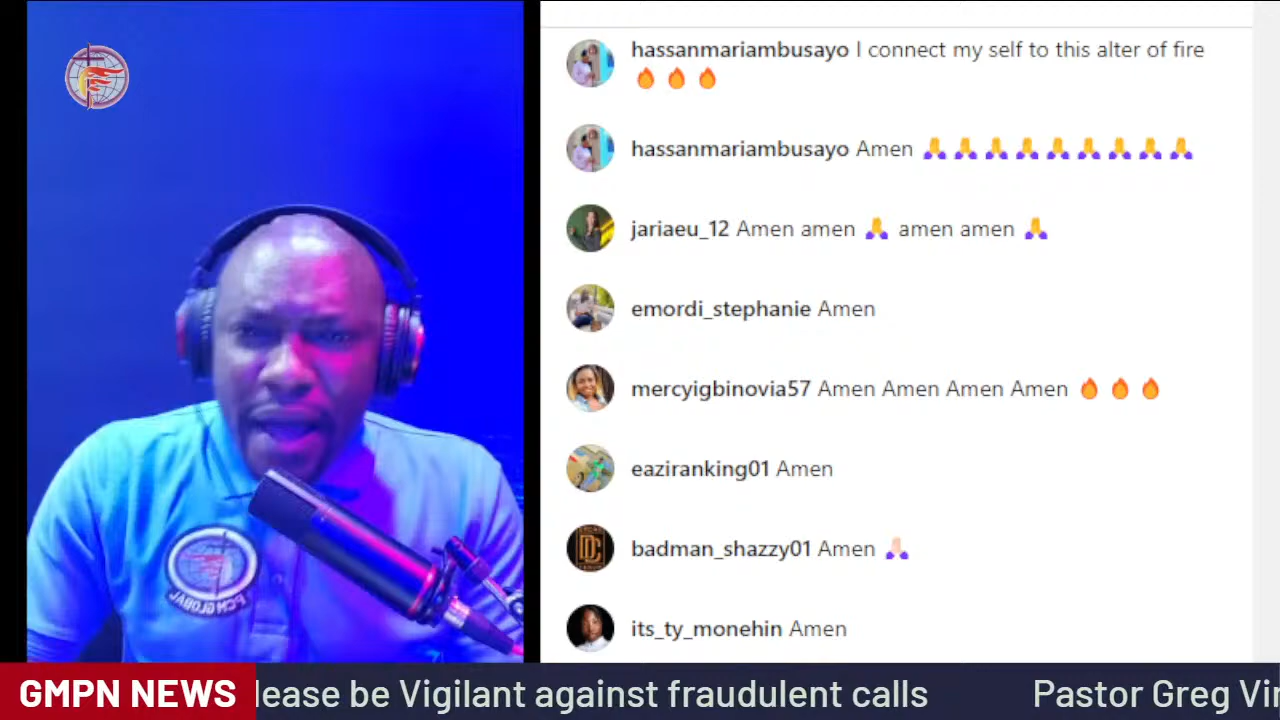 hassanmariambusayo I connect my self to this alter of fire
🔥 🔥 🔥
hassanmariambusayo Amen 🙏🙏🙏🙏🙏🙏🙏🙏🙏
jariaeu_12 Amen amen 🙏 amen amen 🙏
emordi_stephanie Amen
mercyigbinovia57 Amen Amen Amen Amen 🔥 🔥 🔥
eaziranking01 Amen
badman_shazzy01 Amen 🙏🏻
its_ty_monehin Amen
PCN GLOBAL
GMPN NEWS lease be Vigilant against fraudulent calls Pastor Greg Vir